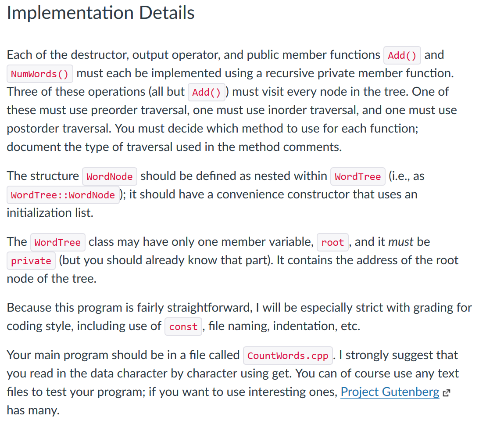 Implementation Details
Each of the destructor, output operator, and public member functions Add() and
NumWords() must each be implemented using a recursive private member function.
Three of these operations (all but Add() ) must visit every node in the tree. One of
these must use preorder traversal, one must use inorder traversal, and one must use
postorder traversal. You must decide which method to use for each function;
document the type of traversal used in the method comments.
The structure WordNode should be defined as nested within WordTree (i.e., as
WordTree::WordNode ); it should have a convenience constructor that uses an
initialization list.
The WordTree class may have only one member variable, root , and it must be
private (but you should already know that part). It contains the address of the root
node of the tree.
Because this program is fairly straightforward, I will be especially strict with grading for
coding style, including use of const , file naming, indentation, etc.
Your main program should be in a file called CountWords.cpp . I strongly suggest that
you read in the data character by character using get. You can of course use any text
files to test your program; if you want to use interesting ones, Project Gutenberg
has many.